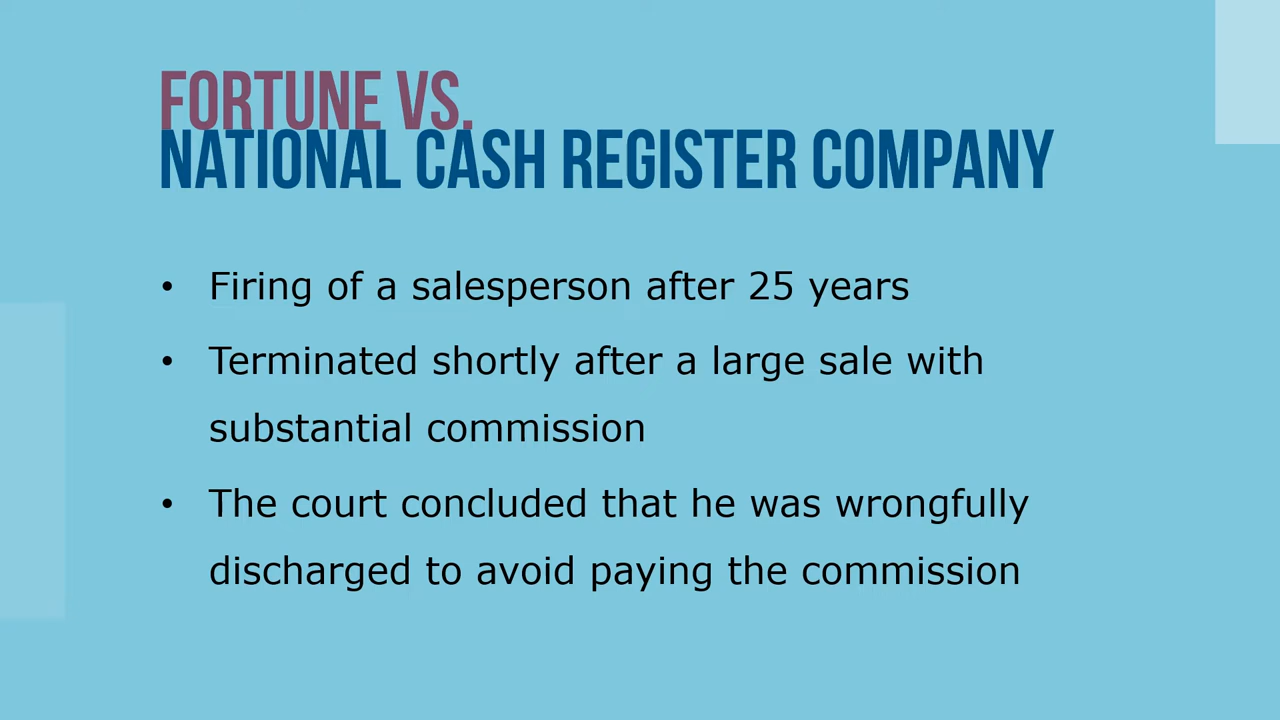 FORTUNE VS.
NATIONAL CASH REGISTER COMPANY
• Firing of a salesperson after 25 years
• Terminated shortly after a large sale with
substantial commission
• The court concluded that he was wrongfully
discharged to avoid paying the commission